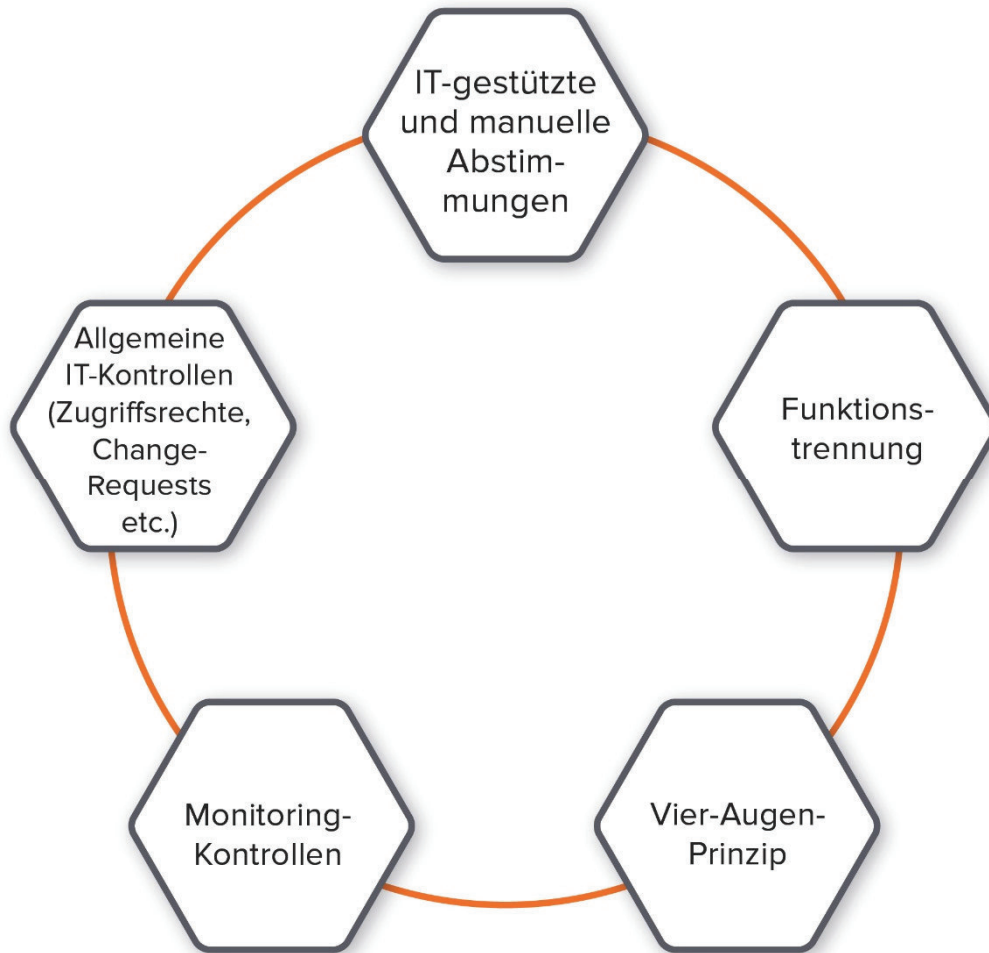 IT-gestützte
und manuelle
Abstim-
mungen
Allgemeine
IT-Kontrollen
(Zugriffsrechte,
Change-
Requests
etc.)
Funktions-
trennung
Monitoring-
Kontrollen
Vier-Augen-
Prinzip